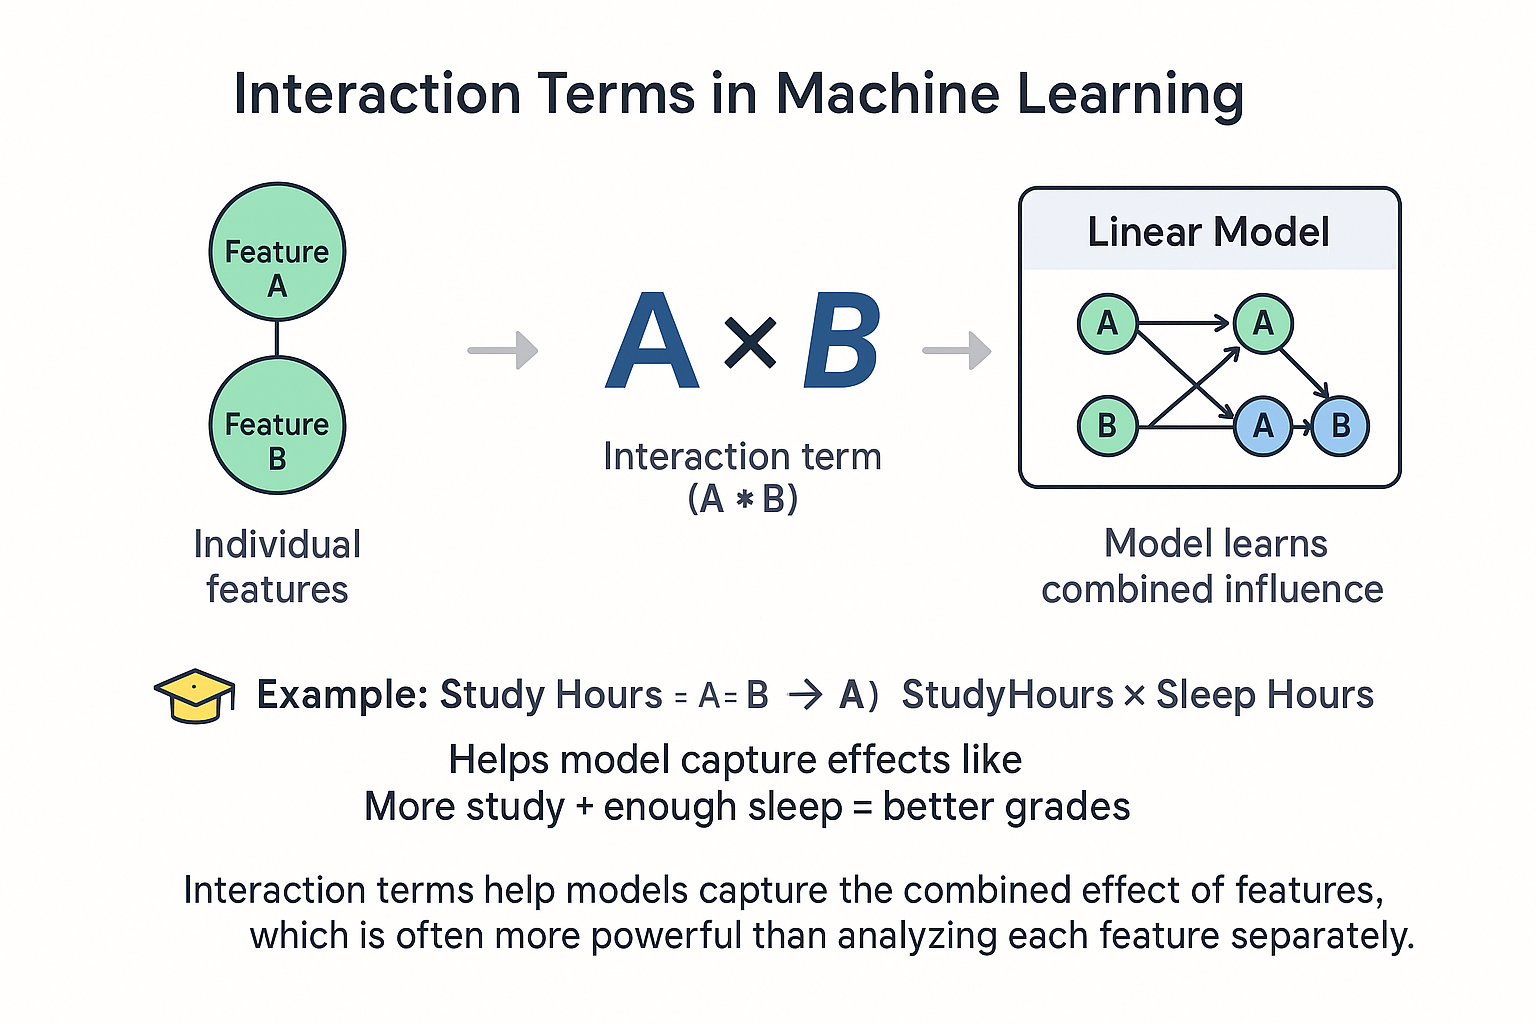 Interaction Terms in Machine Learning
Feature
A
Feature
B
Individual
features
A × B
Interaction term
(A * B)
Linear Model
A
A
B
A
B
Model learns
combined influence
Example: Study Hours = A= B → A) StudyHours × Sleep Hours
Helps model capture effects like
More study + enough sleep = better grades
Interaction terms help models capture the combined effect of features,
which is often more powerful than analyzing each feature separately.